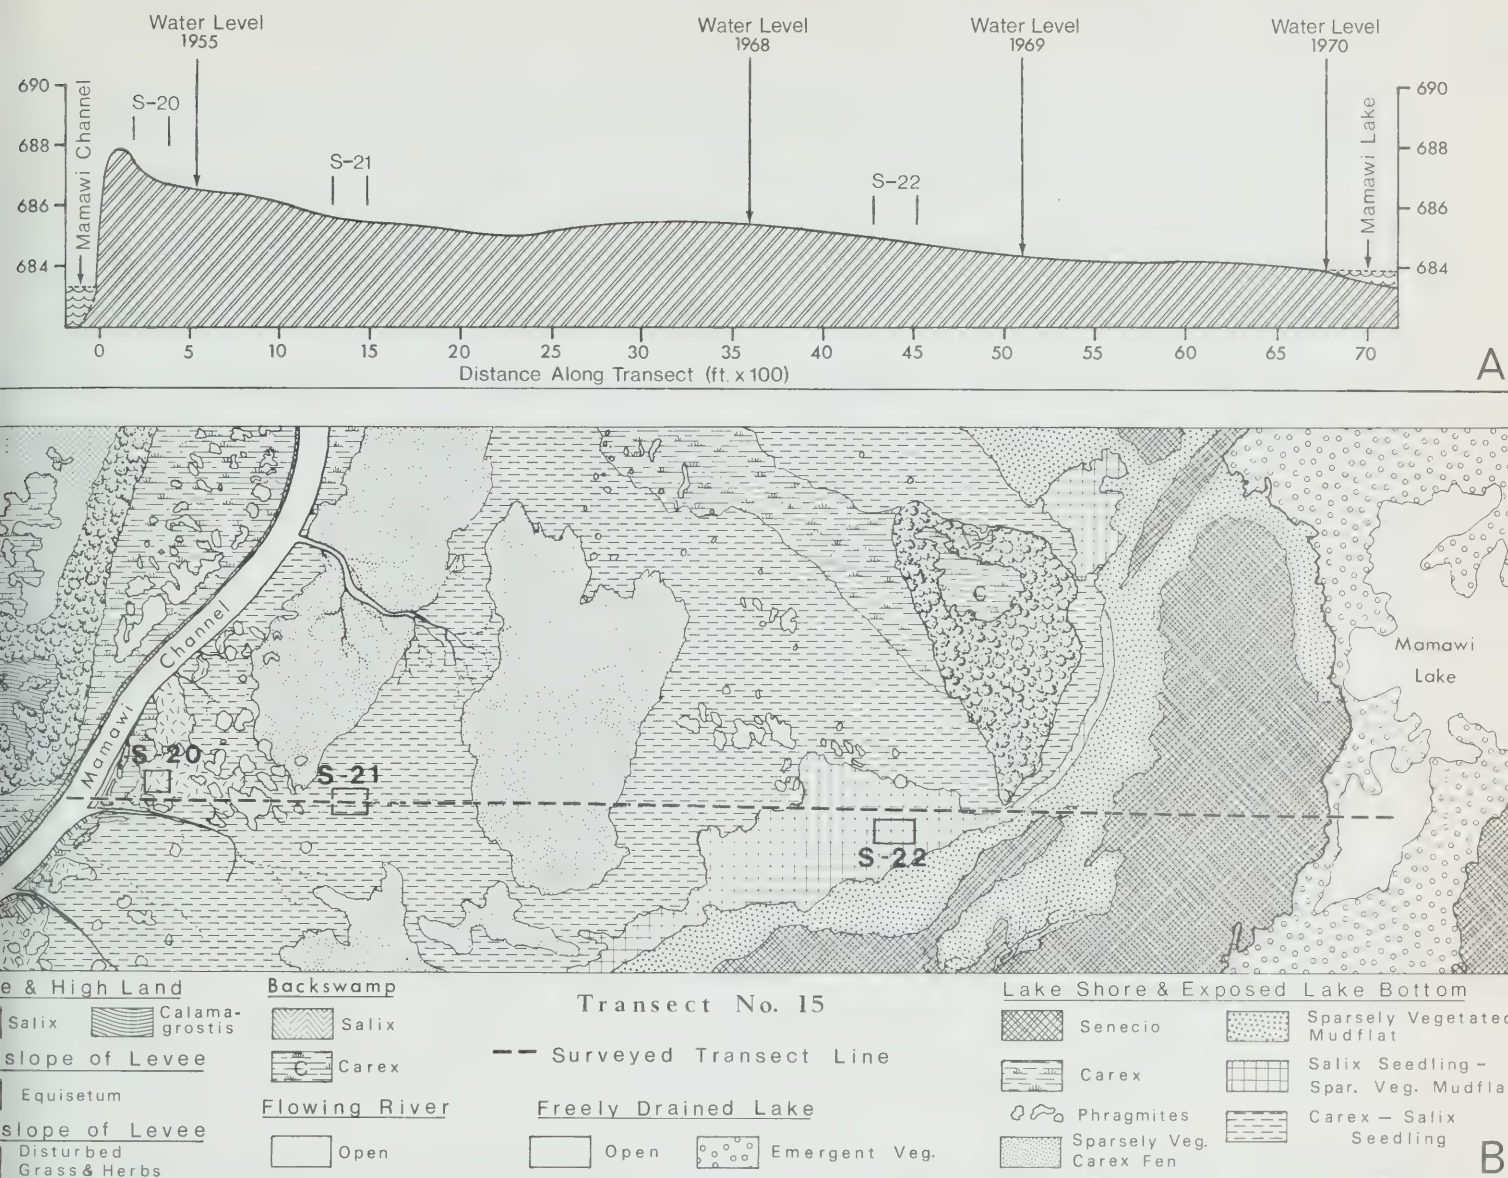 Water Level
1955
Water Level
1968
Water Level
1969
Water Level
1970
690
688
686
684
690
688
686
684
Mamawi Channel
S-20
S-21
S-22
Mamawi Lake
0 5 10 15 20 25 30 35 40 45 50 55 60 65 70
Distance Along Transect (ft. x 100)
A
Mamawi Channel
S-20
S-21
S-22
C
Mamawi
Lake
e & High Land
Salix
Calama-
grostis
slope of Levee
Equisetum
slope of Levee
Disturbed
Grass & Herbs
Backswamp
Salix
C
Carex
Flowing River
Open
Transect No. 15
Surveyed Transect Line
Freely Drained Lake
Open
Emergent Veg.
Lake Shore & Exposed Lake Bottom
Senecio
Carex
Phragmites
Sparsely Veg.
Carex Fen
Sparsely Vegetated
Mudflat
Salix Seedling -
Spar. Veg. Mudfla
Carex — Salix
Seedling
B